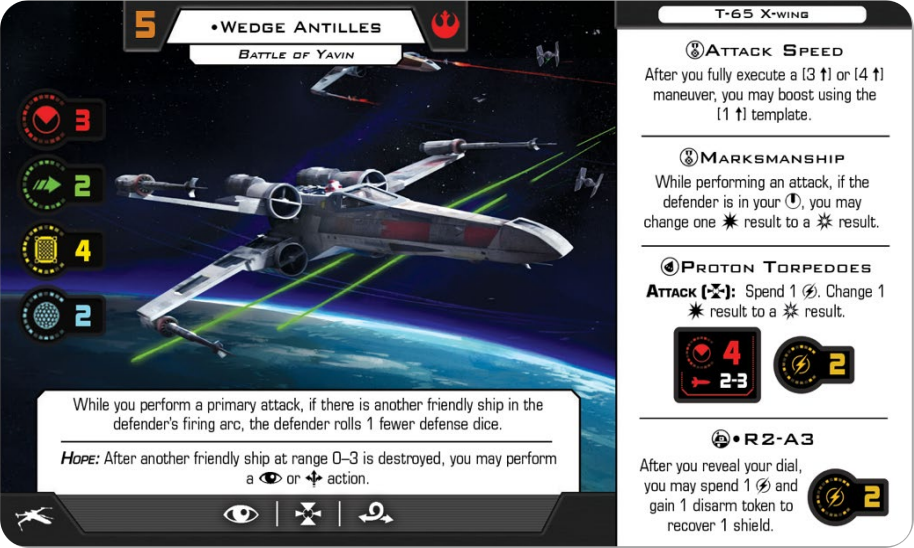 5
•Wedge Antilles
Battle of Yavin
3
2
4
2
While you perform a primary attack, if there is another friendly ship in the
defender's firing arc, the defender rolls 1 fewer defense dice.
Hope: After another friendly ship at range 0–3 is destroyed, you may perform
a or action.
T-65 X-wing
Attack Speed
After you fully execute a [3 ↑] or [4 ↑]
maneuver, you may boost using the
[1 ↑] template.
Marksmanship
While performing an attack, if the
defender is in your , you may
change one result to a result.
Proton Torpedoes
Attack ( ): Spend 1 . Change 1
result to a result.
4
2-3
2
•R2-A3
After you reveal your dial,
you may spend 1 and
gain 1 disarm token to
recover 1 shield.
2